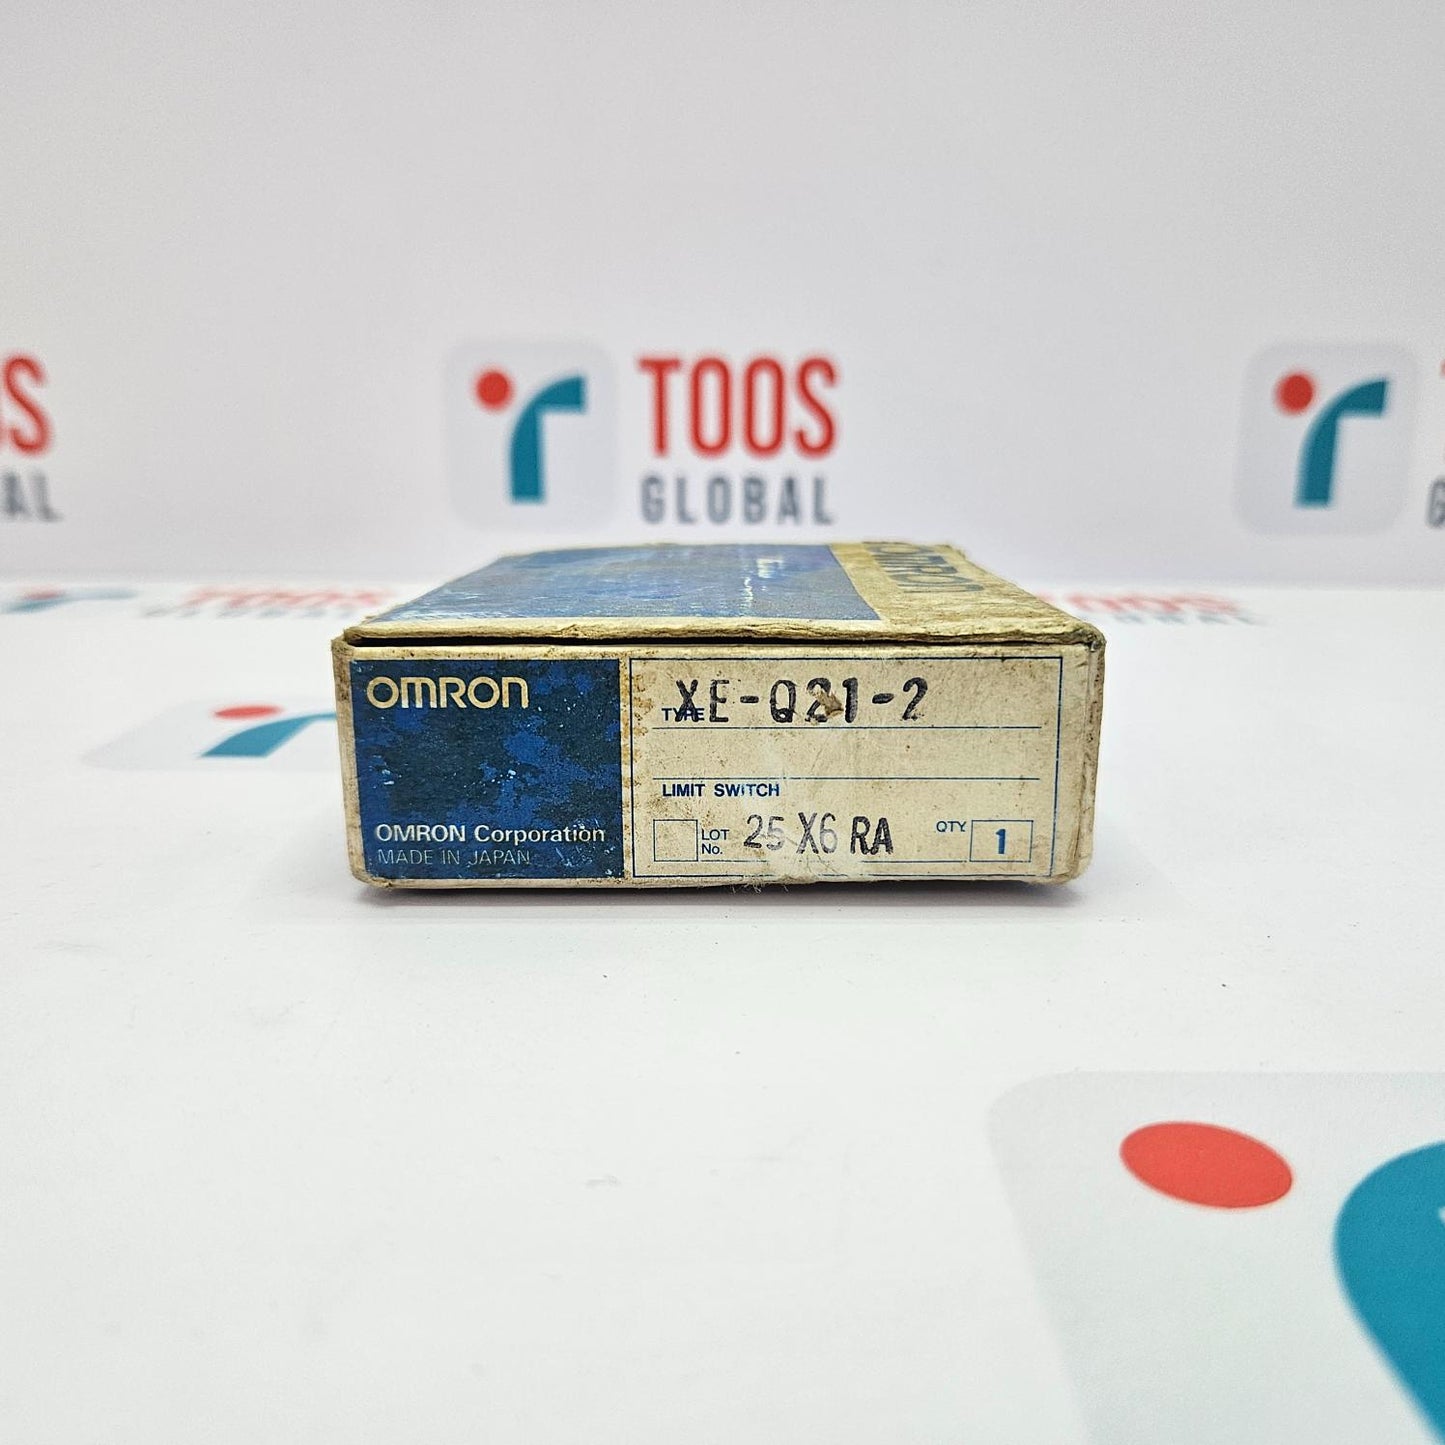 TOOS
GLOBAL
OMRON
OMRON
TYPE XE-Q21-2
LIMIT SWITCH
LOT No. 25 X6 RA
QTY. 1
OMRON Corporation
MADE IN JAPAN